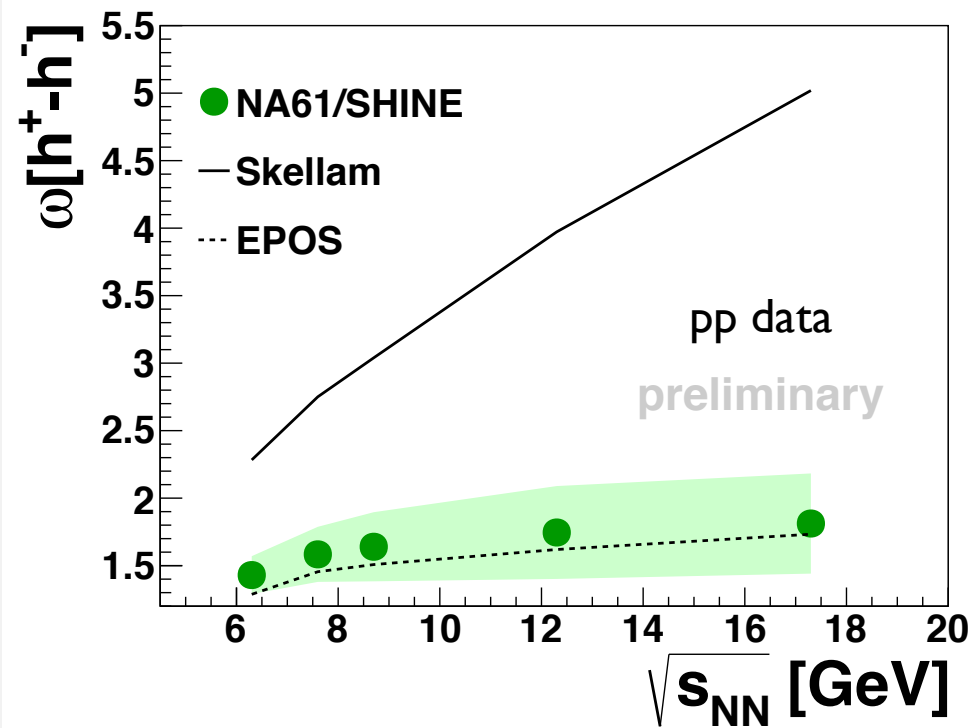 ω[h⁺-h⁻]
5.5
5
4.5
4
3.5
3
2.5
2
1.5
NA61/SHINE
Skellam
EPOS
pp data
preliminary
6 8 10 12 14 16 18 20
√s_NN [GeV]